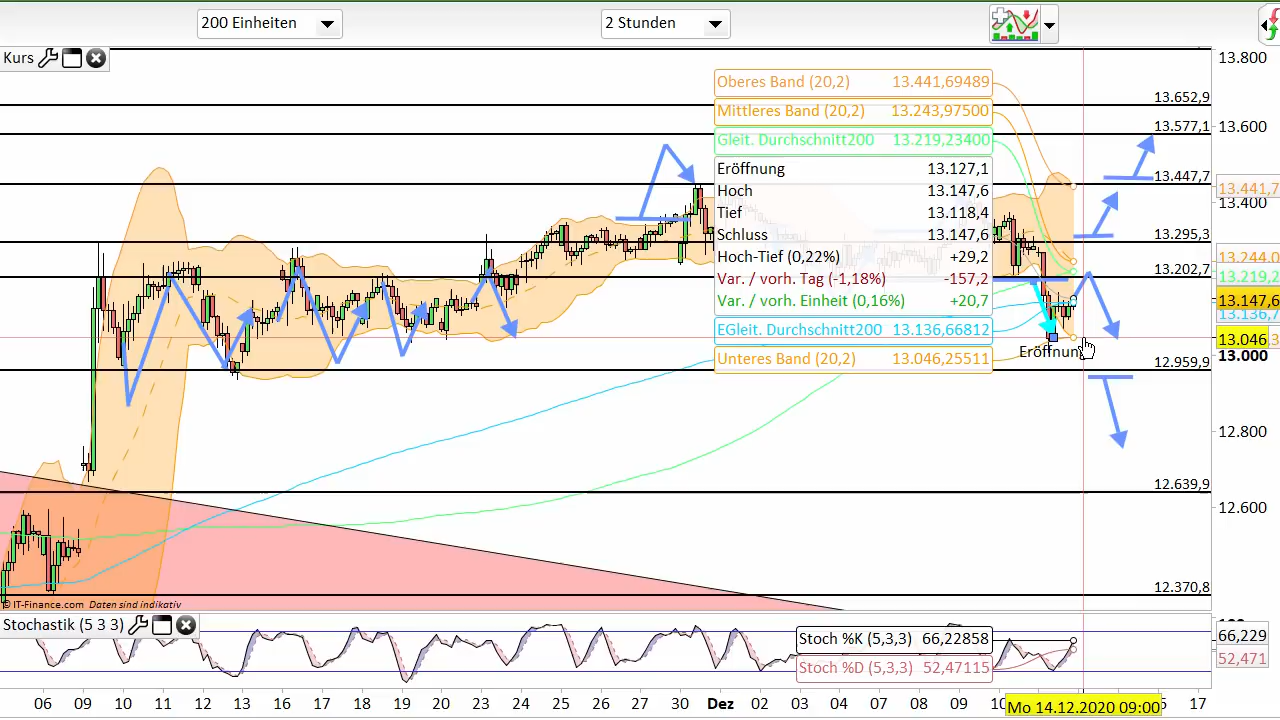 200 Einheiten
2 Stunden
Kurs
13.800
13.652,9
13.600
13.577,1
13.447,7
13.441,7
13.400
13.295,3
13.244,0
13.202,7
13.219,2
13.147,6
13.136,7
13.046,3
13.000
12.959,9
12.800
12.639,9
12.600
12.370,8
Oberes Band (20,2) 13.441,69489
Mittleres Band (20,2) 13.243,97500
Gleit. Durchschnitt200 13.219,23400
Eröffnung 13.127,1
Hoch 13.147,6
Tief 13.118,4
Schluss 13.147,6
Hoch-Tief (0,22%) +29,2
Var. / vorh. Tag (-1,18%) -157,2
Var. / vorh. Einheit (0,16%) +20,7
EGleit. Durchschnitt200 13.136,66812
Unteres Band (20,2) 13.046,25511
Eröffnun
© IT-Finance.com Daten sind indikativ
Stochastik (5 3 3)
Stoch %K (5,3,3) 66,22858
Stoch %D (5,3,3) 52,47115
66,229
52,471
06 09 10 11 12 13 16 17 18 19 20 23 24 25 26 27 30 Dez 02 03 04 07 08 09 10 Mo 14.12.2020 09:00 17